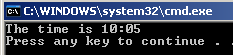 C:\WINDOWS\system32\cmd.exe
The time is 10:05
Press any key to continue . .